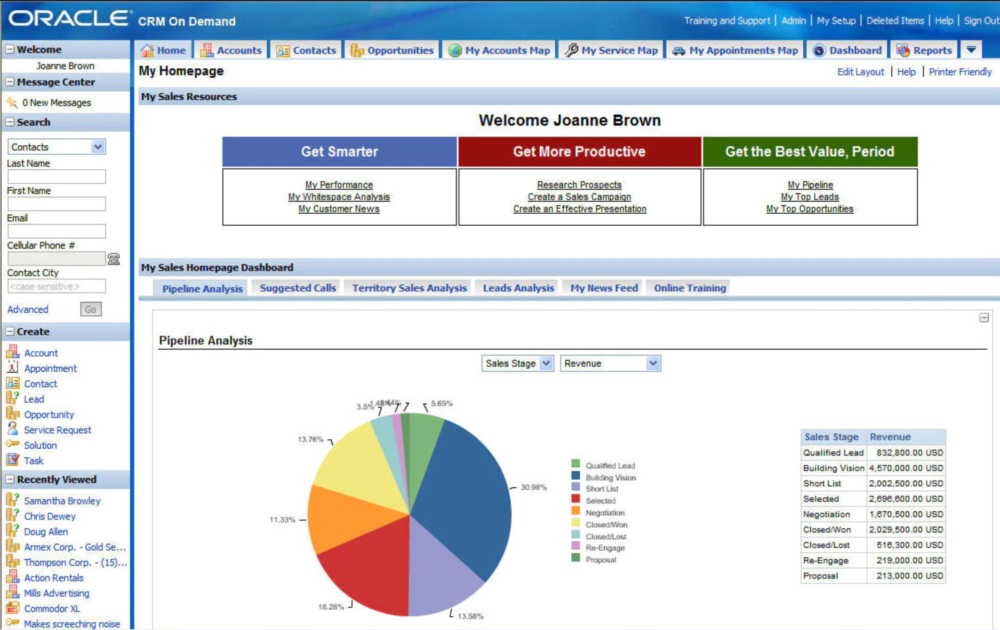 ORACLE CRM On Demand
Training and Support | Admin | My Setup | Deleted Items | Help | Sign Out
Welcome
Joanne Brown
Message Center
0 New Messages
Search
Contacts
Last Name
First Name
Email
Cellular Phone #
Contact City
<case sensitive>
Advanced Go
Create
Account
Appointment
Contact
Lead
Opportunity
Service Request
Solution
Task
Recently Viewed
Samantha Browley
Chris Dewey
Doug Allen
Armex Corp. - Gold Se...
Thompson Corp. - (15)...
Action Rentals
Mills Advertising
Commodor XL
Makes screeching noise
Home Accounts Contacts Opportunities My Accounts Map My Service Map My Appointments Map Dashboard Reports
My Homepage
Edit Layout | Help | Printer Friendly
My Sales Resources
Welcome Joanne Brown
Get Smarter
My Performance
My Whitespace Analysis
My Customer News
Get More Productive
Research Prospects
Create a Sales Campaign
Create an Effective Presentation
Get the Best Value, Period
My Pipeline
My Top Leads
My Top Opportunities
My Sales Homepage Dashboard
Pipeline Analysis Suggested Calls Territory Sales Analysis Leads Analysis My News Feed Online Training
Pipeline Analysis
Sales Stage Revenue
3.5% 1.48% 1.44% 5.65%
13.76%
30.98%
11.33%
18.28%
13.58%
Qualified Lead
Building Vision
Short List
Selected
Negotiation
Closed/Won
Closed/Lost
Re-Engage
Proposal
Sales Stage Revenue
Qualified Lead 832,800.00 USD
Building Vision 4,570,000.00 USD
Short List 2,002,500.00 USD
Selected 2,696,600.00 USD
Negotiation 1,670,500.00 USD
Closed/Won 2,029,500.00 USD
Closed/Lost 516,300.00 USD
Re-Engage 219,000.00 USD
Proposal 213,000.00 USD